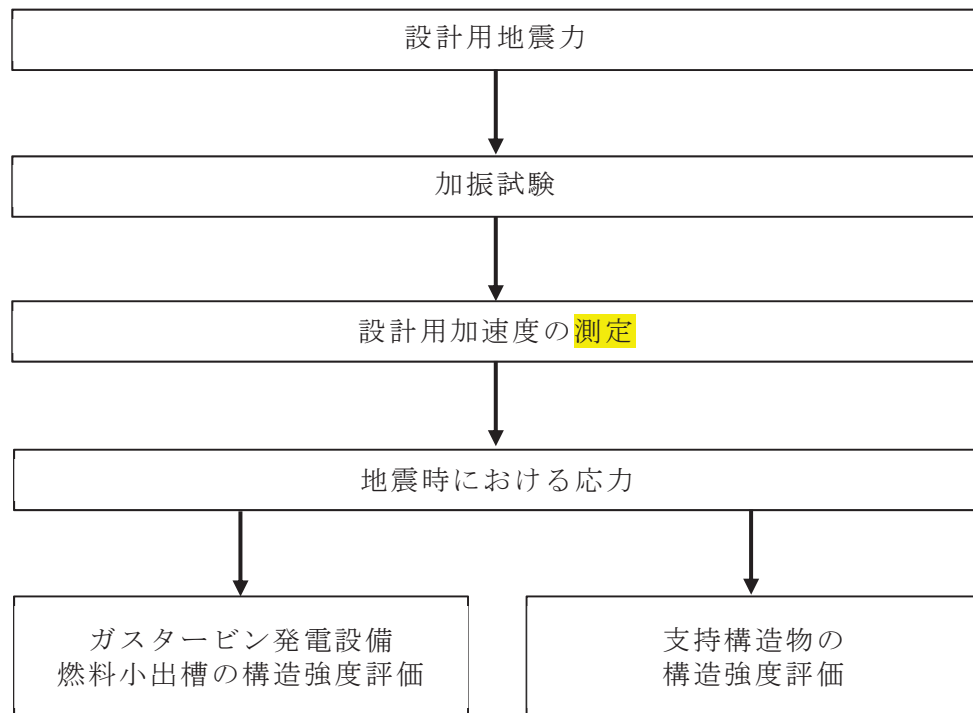 設計用地震力
加振試験
設計用加速度の測定
地震時における応力
ガスタービン発電設備
燃料小出槽の構造強度評価
支持構造物の
構造強度評価